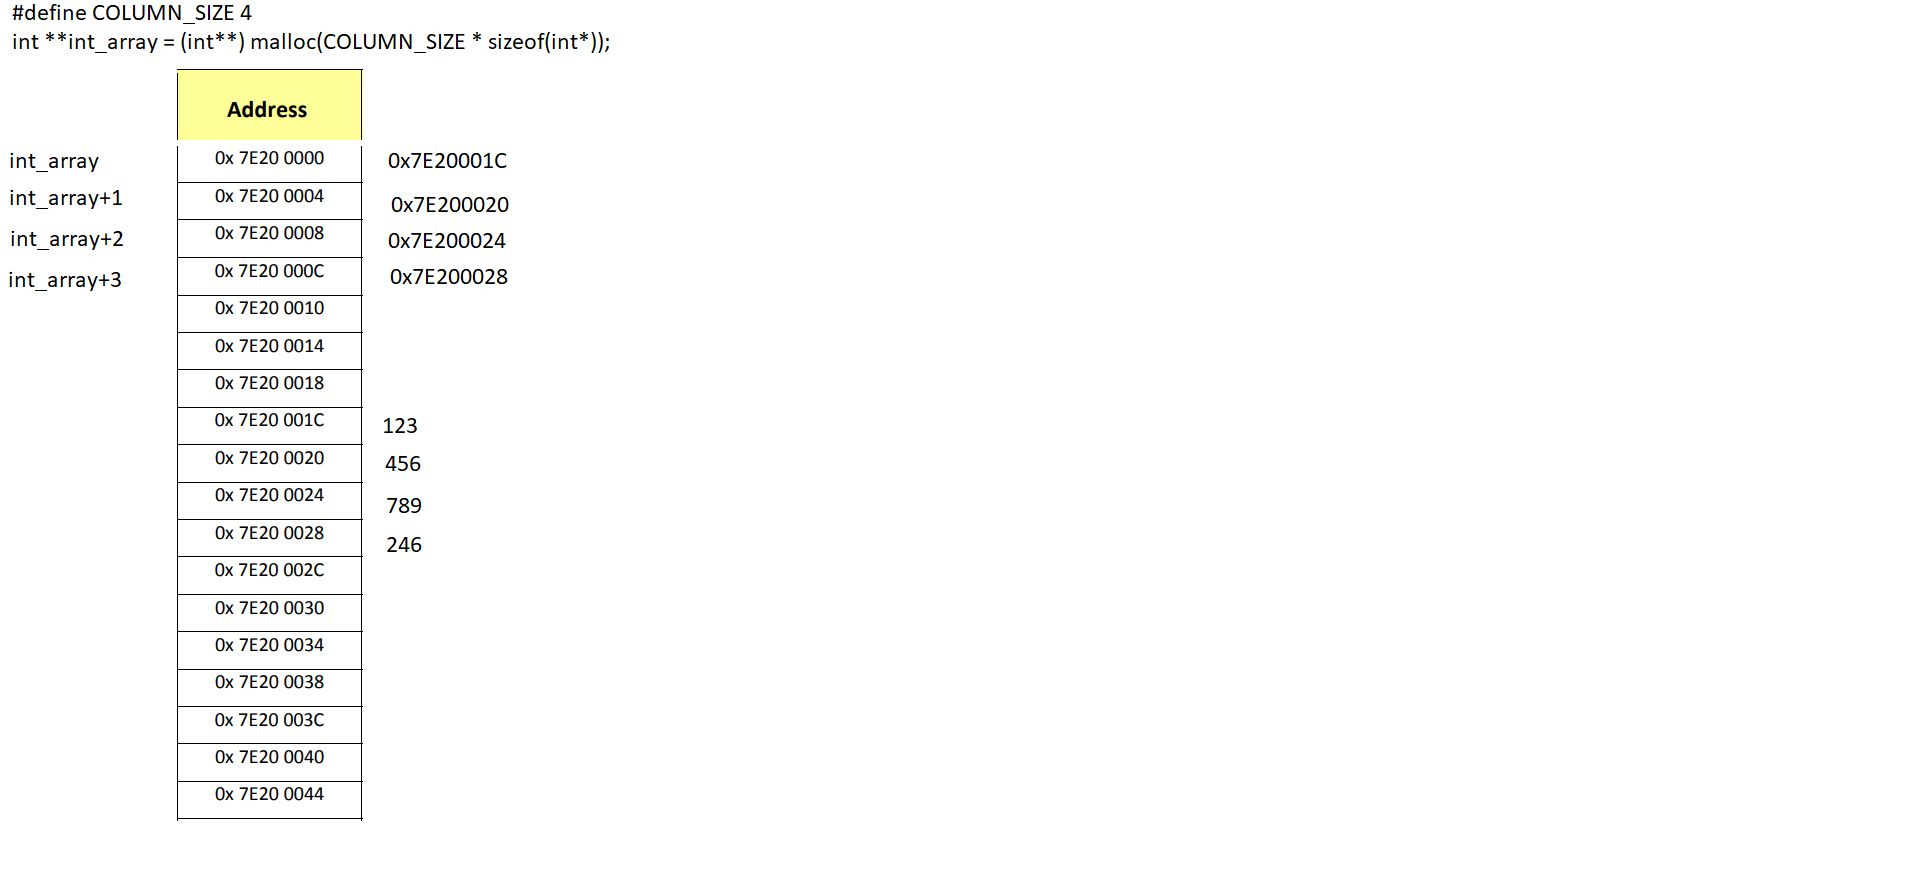 #define COLUMN_SIZE 4
int **int_array = (int**) malloc(COLUMN_SIZE * sizeof(int*));
Address
int_array 0x 7E20 0000 0x7E20001C
int_array+1 0x 7E20 0004 0x7E200020
int_array+2 0x 7E20 0008 0x7E200024
int_array+3 0x 7E20 000C 0x7E200028
0x 7E20 0010
0x 7E20 0014
0x 7E20 0018
0x 7E20 001C 123
0x 7E20 0020 456
0x 7E20 0024 789
0x 7E20 0028 246
0x 7E20 002C
0x 7E20 0030
0x 7E20 0034
0x 7E20 0038
0x 7E20 003C
0x 7E20 0040
0x 7E20 0044